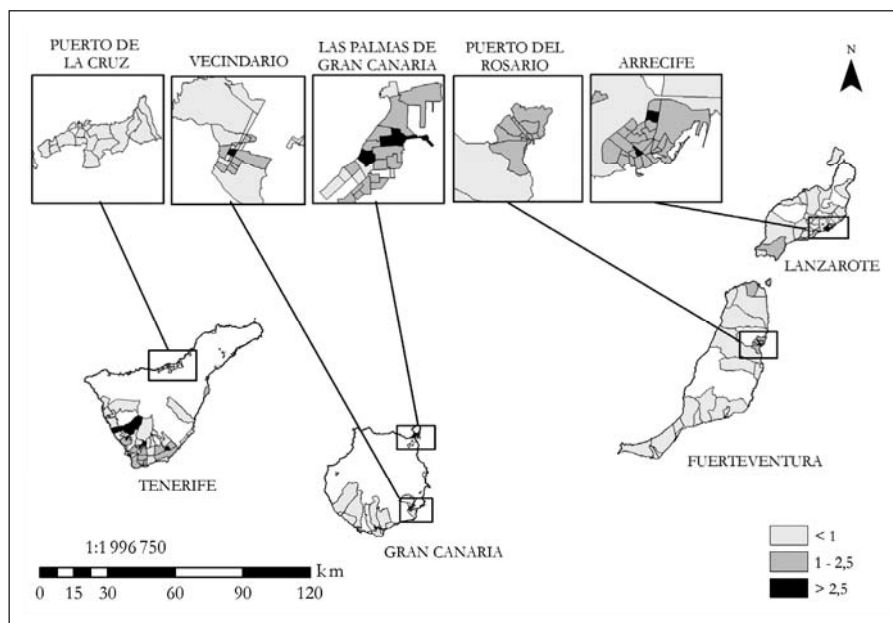 PUERTO DE
LA CRUZ
VECINDARIO
LAS PALMAS DE
GRAN CANARIA
PUERTO DEL
ROSARIO
ARRECIFE
N
LANZAROTE
FUERTEVENTURA
TENERIFE
GRAN CANARIA
1:1 996 750
km
0 15 30 60 90 120
< 1
1 - 2,5
> 2,5